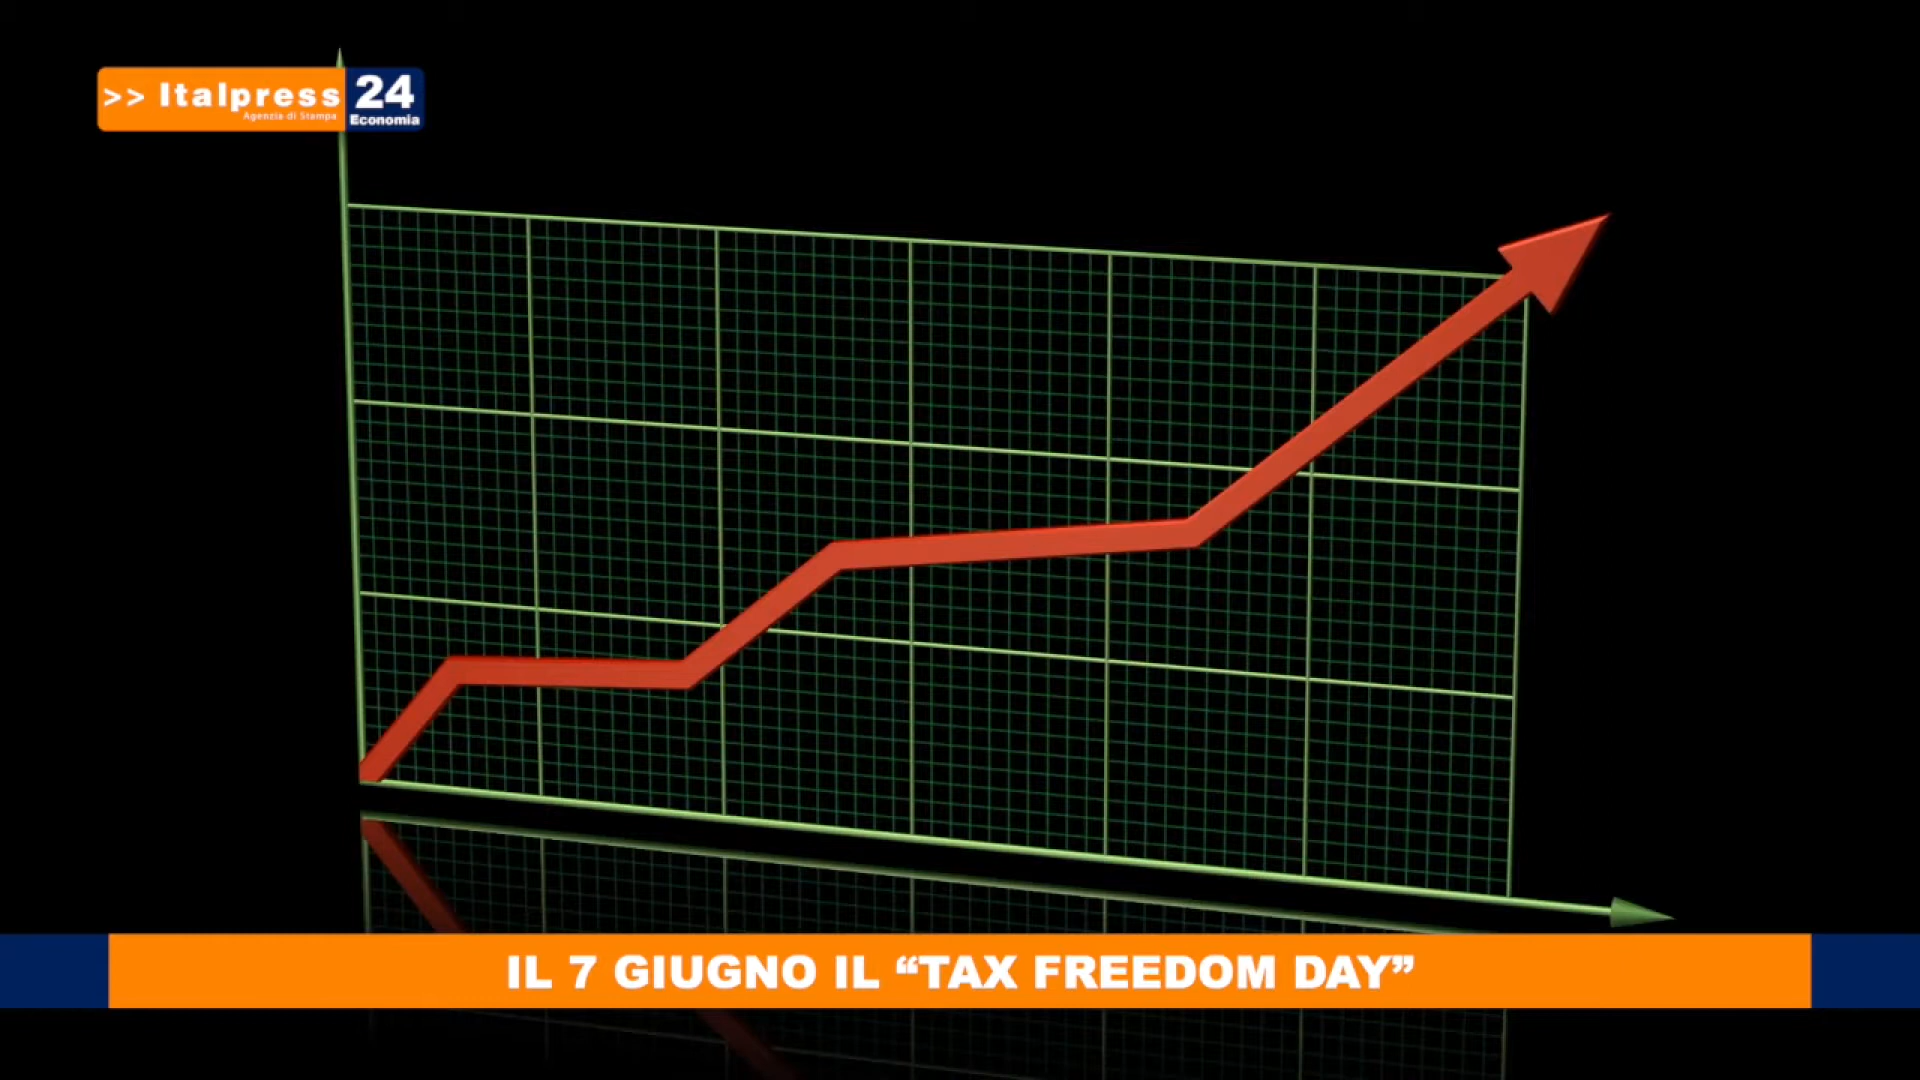 >> Italpress
Agenzia di Stampa
24
Economia
IL 7 GIUGNO IL “TAX FREEDOM DAY”